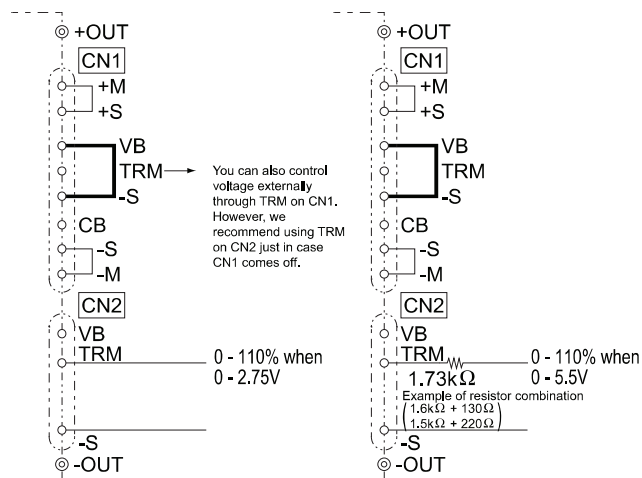 +OUT
CN1
+M
+S
VB
TRM
-S
CB
-S
-M
CN2
VB
TRM
-S
-OUT
You can also control
voltage externally
through TRM on CN1.
However, we
recommend using TRM
on CN2 just in case
CN1 comes off.
0 - 110% when
0 - 2.75V
+OUT
CN1
+M
+S
VB
TRM
-S
CB
-S
-M
CN2
VB
TRM
1.73kΩ
0 - 110% when
0 - 5.5V
Example of resistor combination
(1.6kΩ + 130Ω
1.5kΩ + 220Ω)
-S
-OUT